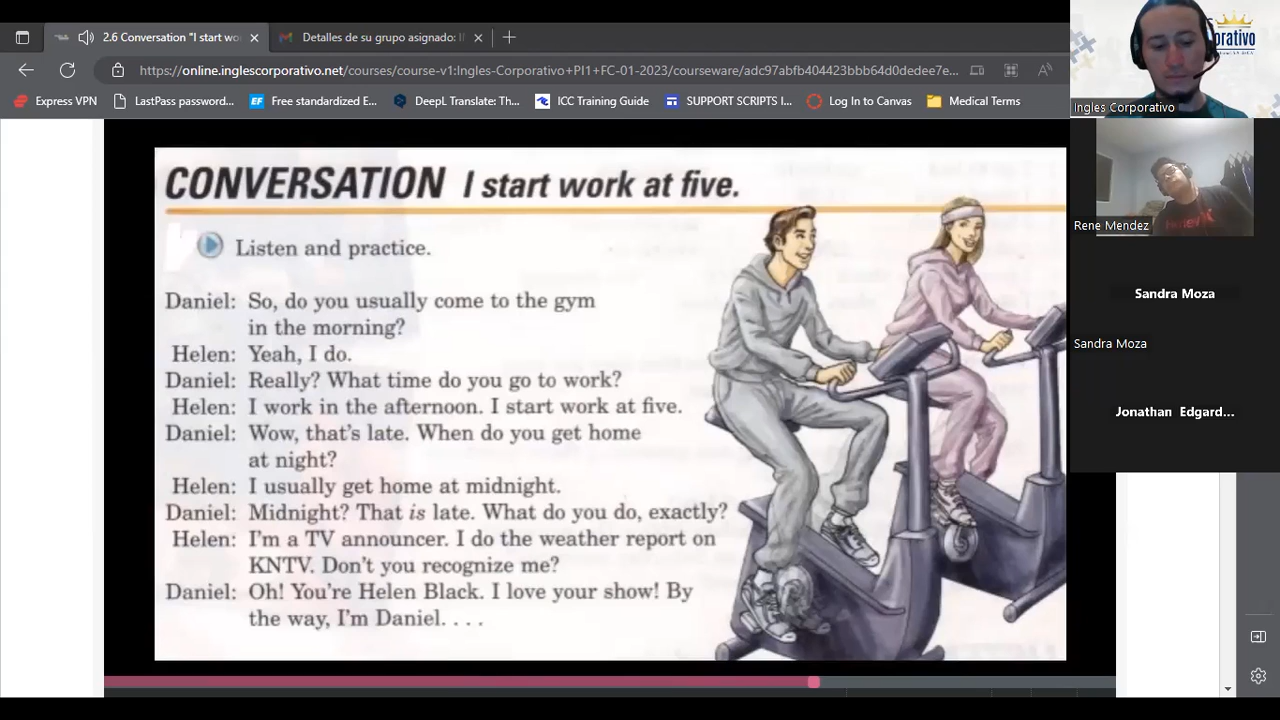 2.6 Conversation "I start wo
Detalles de su grupo asignado: I
https://online.inglescorporativo.net/courses/course-v1:Ingles-Corporativo+PI1+FC-01-2023/courseware/adc97abfb404423bbb64d0dedee7e...
Express VPN
LastPass password...
EF Free standardized E...
DeepL Translate: Th...
ICC Training Guide
SUPPORT SCRIPTS I...
Log In to Canvas
Medical Terms
CONVERSATION I start work at five.
Listen and practice.
Daniel: So, do you usually come to the gym
in the morning?
Helen: Yeah, I do.
Daniel: Really? What time do you go to work?
Helen: I work in the afternoon. I start work at five.
Daniel: Wow, that's late. When do you get home
at night?
Helen: I usually get home at midnight.
Daniel: Midnight? That is late. What do you do, exactly?
Helen: I'm a TV announcer. I do the weather report on
KNTV. Don't you recognize me?
Daniel: Oh! You're Helen Black. I love your show! By
the way, I'm Daniel. . . .
orativo
Ingles Corporativo
Rene Mendez
Sandra Moza
Sandra Moza
Jonathan Edgard...